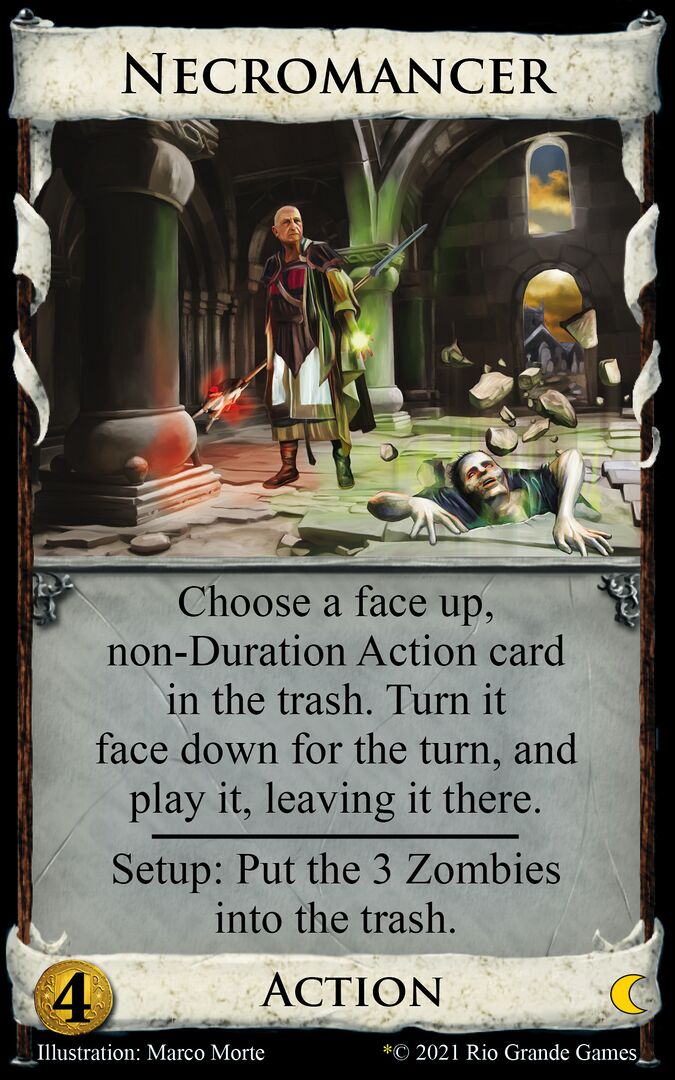 NECROMANCER
Choose a face up,
non-Duration Action card
in the trash. Turn it
face down for the turn, and
play it, leaving it there.
Setup: Put the 3 Zombies
into the trash.
4
ACTION
Illustration: Marco Morte
*© 2021 Rio Grande Games